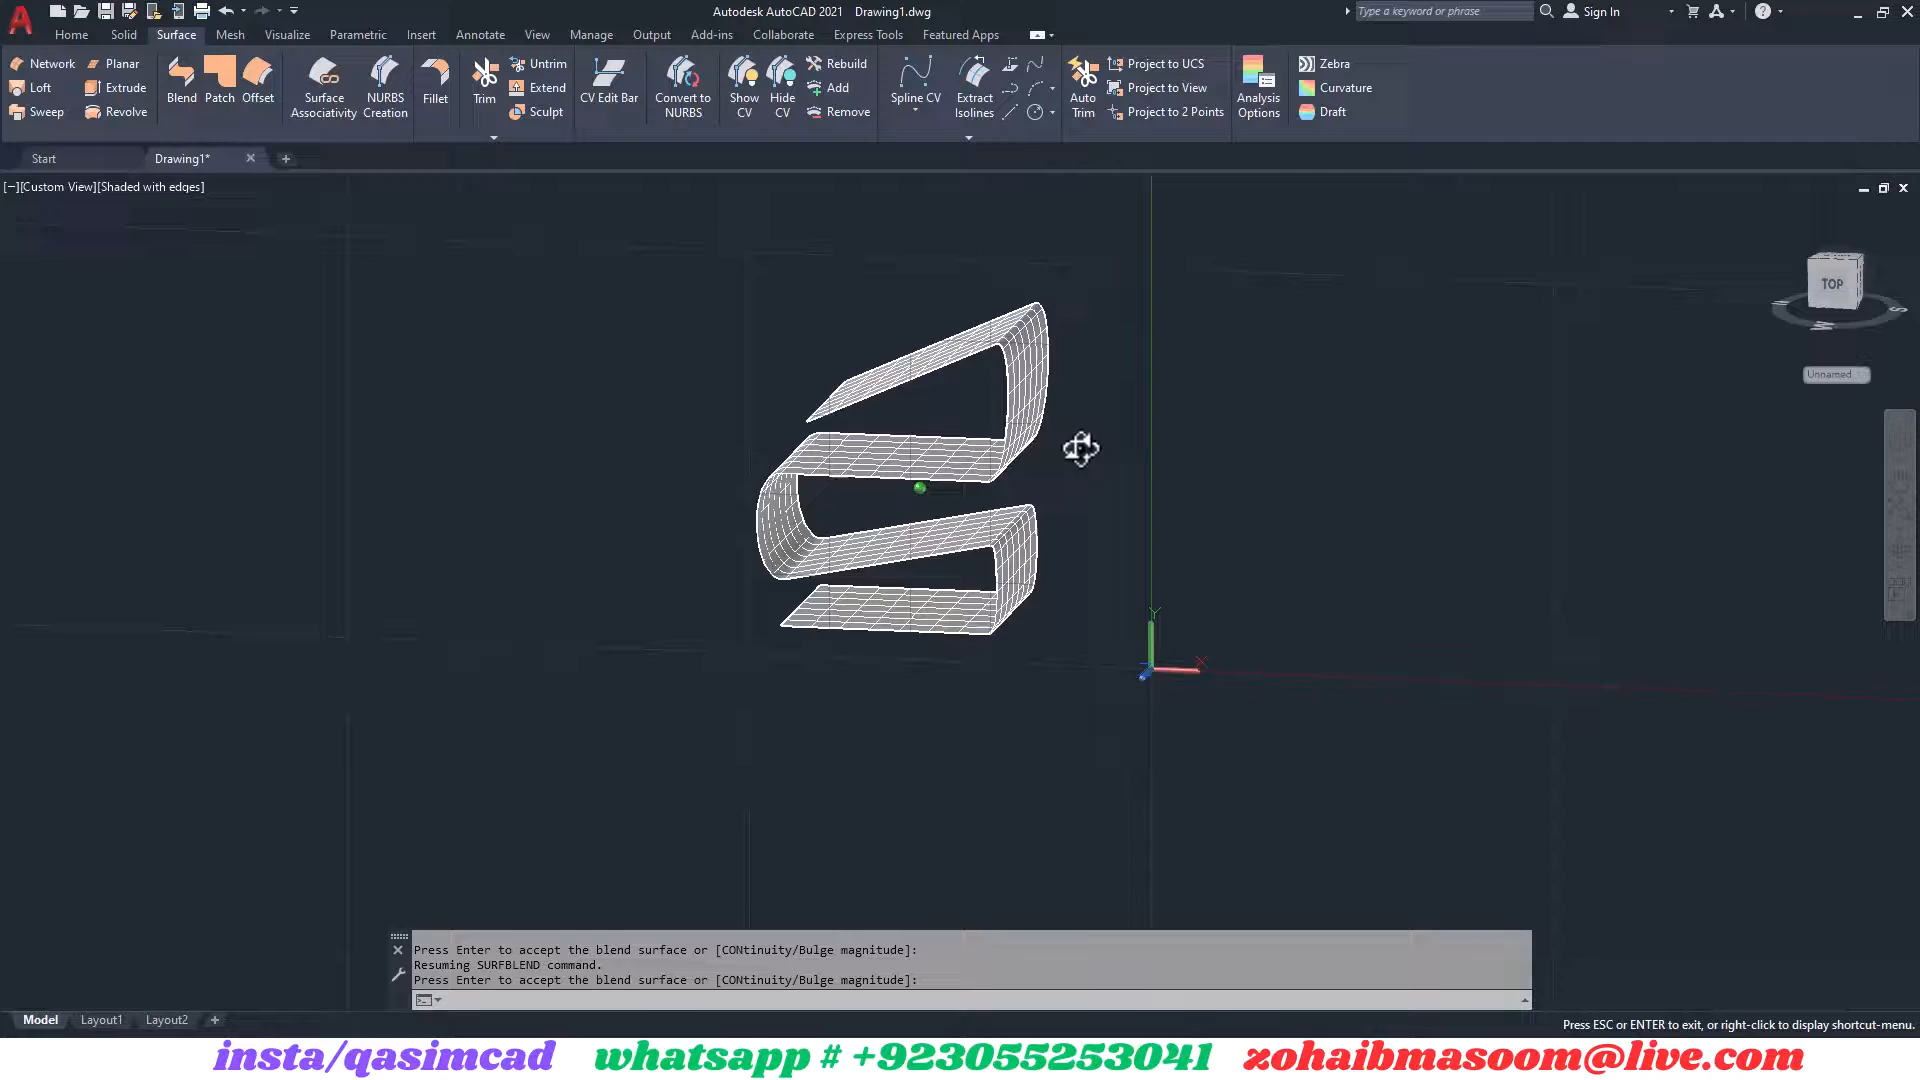 Autodesk AutoCAD 2021 Drawing1.dwg
Type a keyword or phrase
Sign In
Home Solid Surface Mesh Visualize Parametric Insert Annotate View Manage Output Add-ins Collaborate Express Tools Featured Apps
Network Planar
Loft Extrude
Sweep Revolve
Blend Patch Offset
Surface Associativity
NURBS Creation
Fillet
Trim
Untrim
Extend
Sculpt
CV Edit Bar
Convert to NURBS
Show CV
Hide CV
Rebuild
Add
Remove
Spline CV
Extract Isolines
Auto Trim
Project to UCS
Project to View
Project to 2 Points
Analysis Options
Zebra
Curvature
Draft
Start Drawing1*
[−][Custom View][Shaded with edges]
TOP
W S
Unnamed
Y
X
Press Enter to accept the blend surface or [CONtinuity/Bulge magnitude]:
Resuming SURFBLEND command.
Press Enter to accept the blend surface or [CONtinuity/Bulge magnitude]:
Model Layout1 Layout2
Press ESC or ENTER to exit, or right-click to display shortcut-menu.
insta/qasimcad whatsapp # +923055253041 zohaibmasoom@live.com